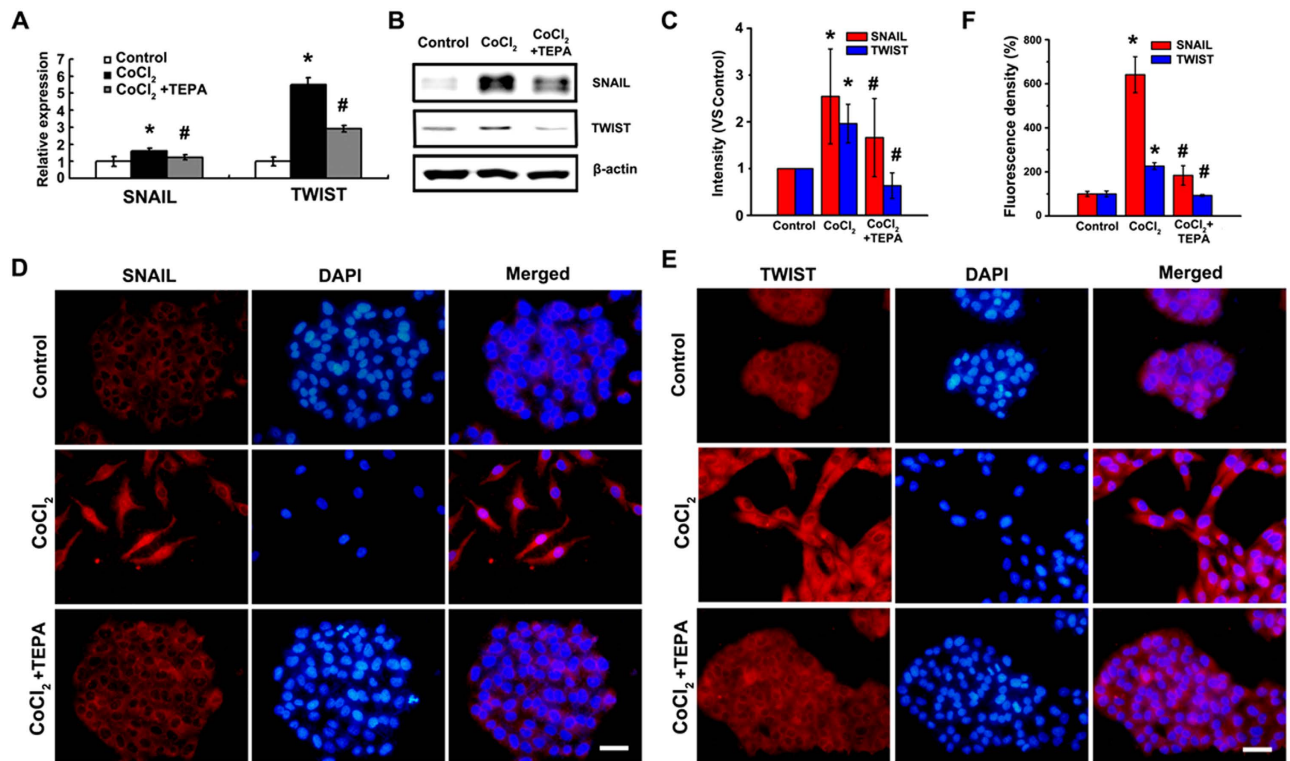 A
Control
CoCl₂
CoCl₂ +TEPA
Relative expression
7
6
5
4
3
2
1
0
*
#
*
#
SNAIL
TWIST
B
Control
CoCl₂
CoCl₂
+TEPA
SNAIL
TWIST
β-actin
C
SNAIL
TWIST
Intensity (VS Control)
4
3
2
1
0
*
*
#
#
Control
CoCl₂
CoCl₂
+TEPA
F
SNAIL
TWIST
Fluorescence density (%)
800
600
400
200
0
*
*
#
#
Control
CoCl₂
CoCl₂+
TEPA
D
SNAIL
DAPI
Merged
Control
CoCl₂
CoCl₂ +TEPA
E
TWIST
DAPI
Merged
Control
CoCl₂
CoCl₂ +TEPA